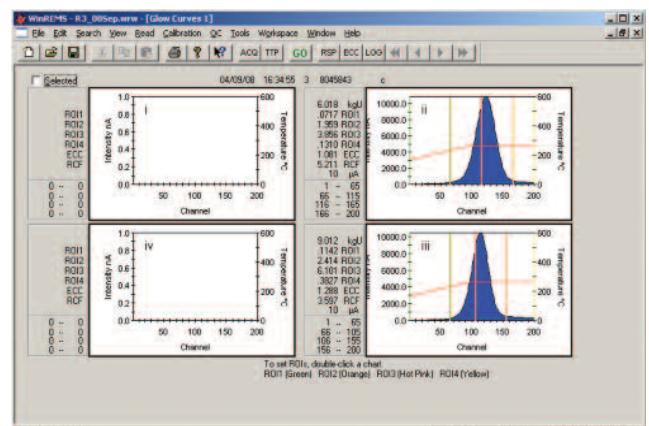 WinREMS - R3_00Sep.wrw - [Glow Curves 1]
File Edit Search View Read Calibration QC Tools Workspace Window Help
ACQ TTP GO RSP ECC LOG
Selected 04/09/08 16:34:55 3 8045843 c
ROI1
ROI2
ROI3
ROI4
ECC
RCF
0 -- 0
0 -- 0
0 -- 0
0 -- 0
i
Intensity nA
1.0
0.8
0.6
0.4
0.2
0.0
600
400
200
0
Temperature °C
50 100 150 200
Channel
6.018 kgU
.0717 ROI1
1.959 ROI2
3.856 ROI3
.1310 ROI4
1.081 ECC
5.211 RCF
10 µA
1 -- 65
66 -- 115
116 -- 165
166 -- 200
ii
Intensity nA
10000.0
8000.0
6000.0
4000.0
2000.0
0.0
600
400
200
0
Temperature °C
50 100 150 200
Channel
ROI1
ROI2
ROI3
ROI4
ECC
RCF
0 -- 0
0 -- 0
0 -- 0
0 -- 0
iv
Intensity nA
1.0
0.8
0.6
0.4
0.2
0.0
600
400
200
0
Temperature °C
50 100 150 200
Channel
9.012 kgU
.1142 ROI1
2.414 ROI2
6.101 ROI3
.3827 ROI4
1.288 ECC
3.597 RCF
10 µA
1 -- 65
66 -- 105
106 -- 155
156 -- 200
iii
Intensity nA
10000.0
8000.0
6000.0
4000.0
2000.0
0.0
600
400
200
0
Temperature °C
50 100 150 200
Channel
To set ROIs, double-click a chart.
ROI1 (Green) ROI2 (Orange) ROI3 (Hot Pink) ROI4 (Yellow)